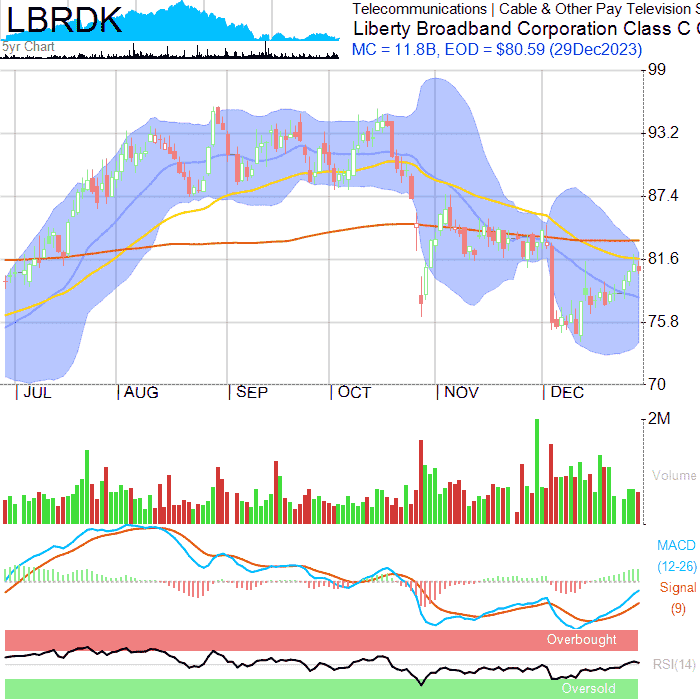 LBRDK
5yr Chart
Telecommunications | Cable & Other Pay Television S
Liberty Broadband Corporation Class C C
MC = 11.8B, EOD = $80.59 (29Dec2023)
99
93.2
87.4
81.6
75.8
70
JUL AUG SEP OCT NOV DEC
2M
Volume
MACD
(12-26)
Signal
(9)
Overbought
RSI(14)
Oversold